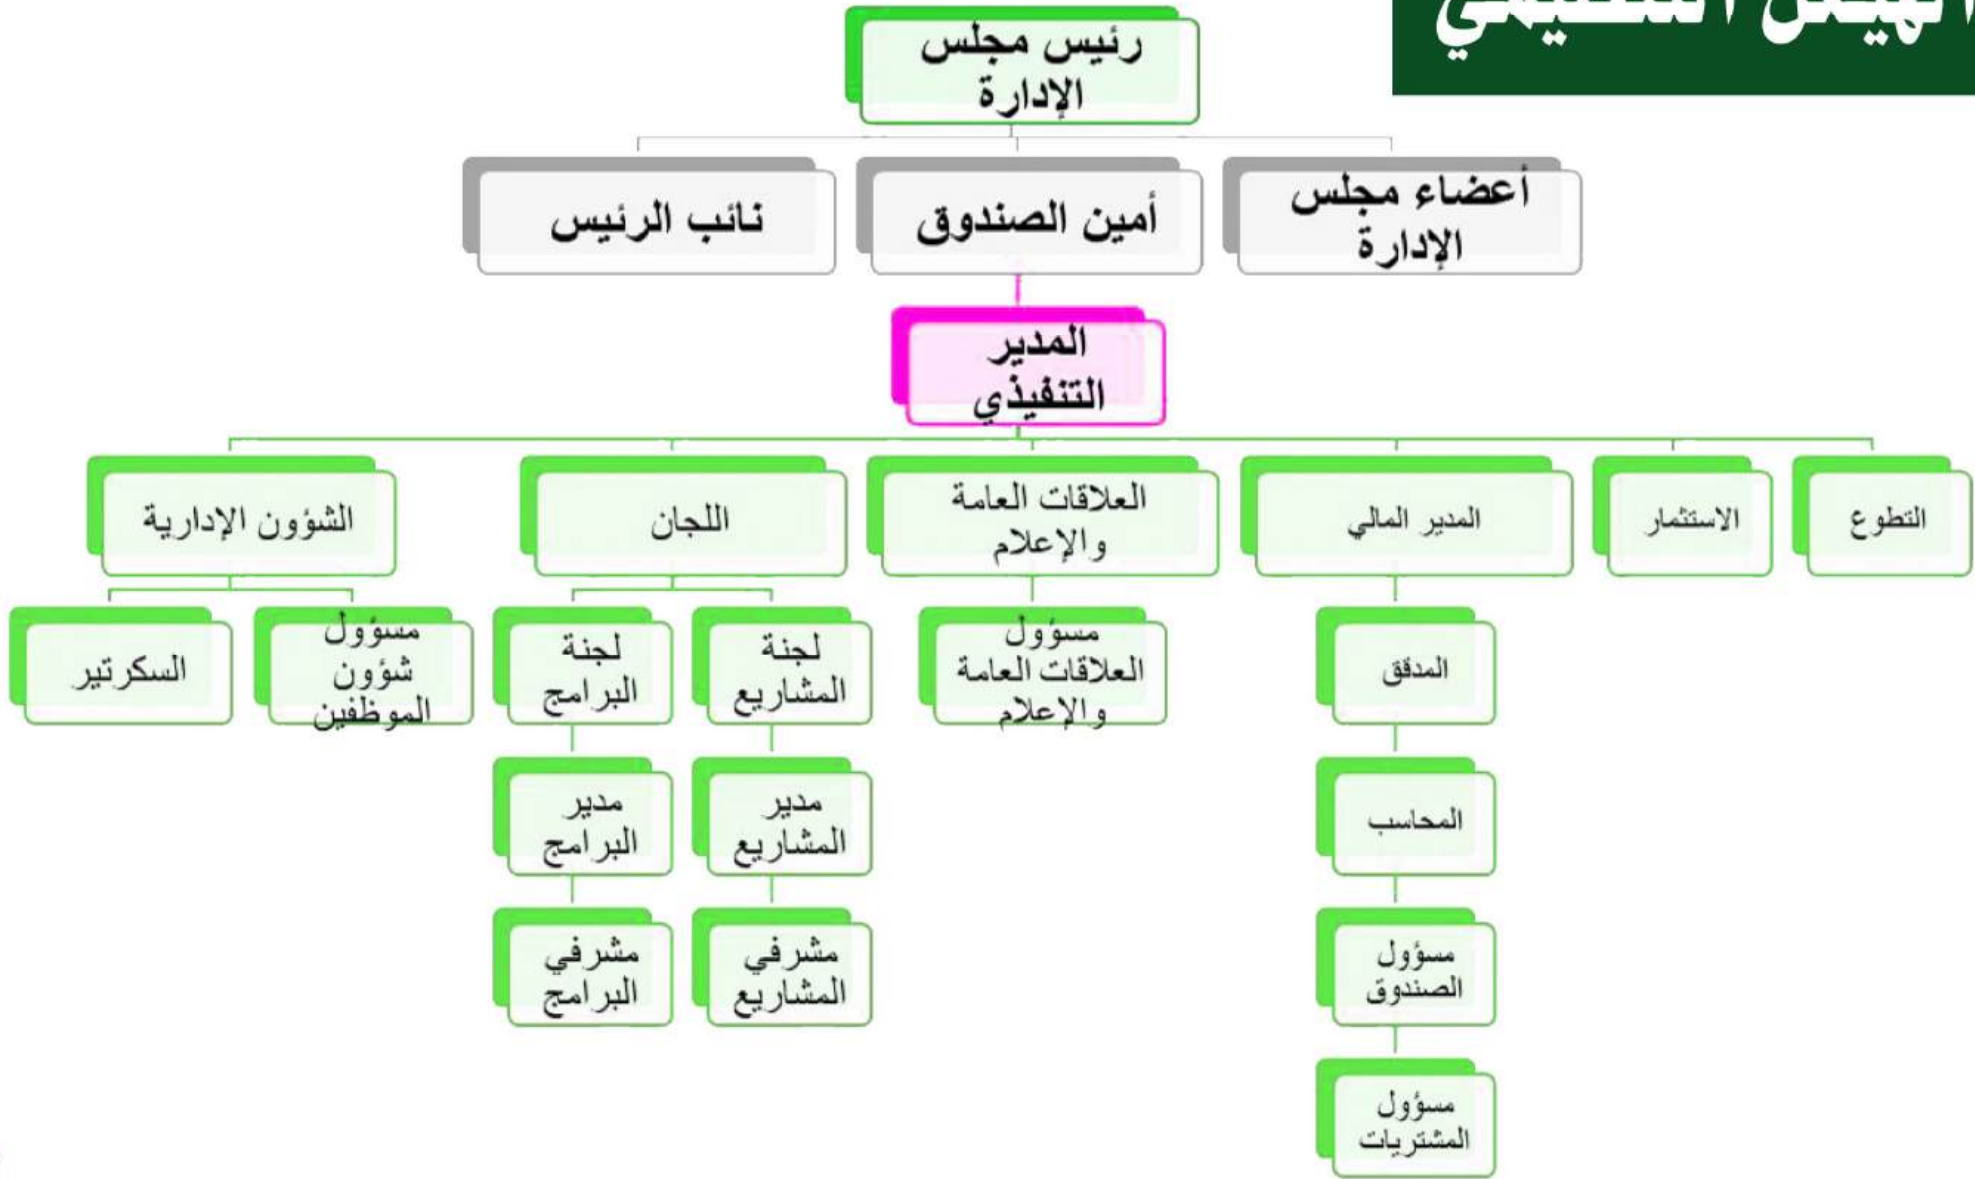 الهيكل التنظيمي
رئيس مجلس
الإدارة
أعضاء مجلس
الإدارة
أمين الصندوق
نائب الرئيس
المدير
التنفيذي
التطوع
الاستثمار
المدير المالي
العلاقات العامة
والإعلام
اللجان
الشؤون الإدارية
المدقق
مسؤول
العلاقات العامة
والإعلام
لجنة
المشاريع
لجنة
البرامج
مسؤول
شؤون
الموظفين
السكرتير
المحاسب
مدير
المشاريع
مدير
البرامج
مسؤول
الصندوق
مشرفي
المشاريع
مشرفي
البرامج
مسؤول
المشتريات